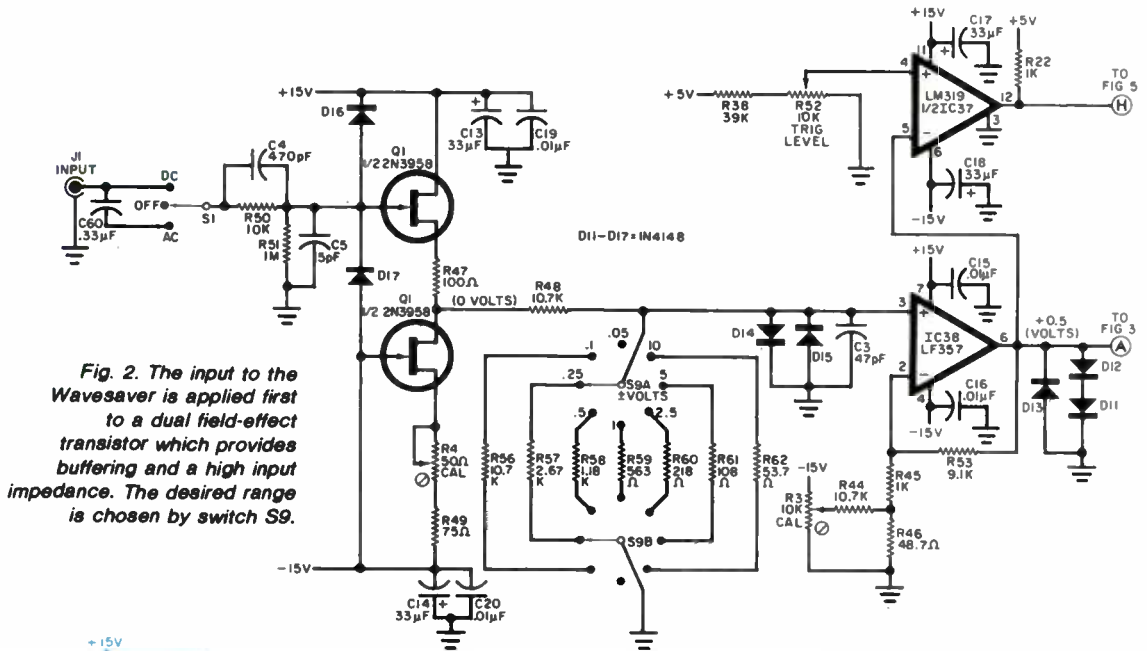 +15V
C17
33µF
+
+5V
11
R22
1K
4
+
LM319
1/2IC37
12
TO
FIG 5
H
3
5
–
6
C18
33µF
+
-15V
+5V
R38
39K
R52
10K
TRIG
LEVEL
+15V
D16
+
C13
33µF
C19
.01µF
Q1
1/2 2N3958
C4
470pF
J1
INPUT
DC
OFF
AC
S1
C60
.33µF
R50
10K
R51
1M
C5
5pF
D17
D11–D17=1N4148
R47
100Ω
(0 VOLTS)
R48
10.7K
Q1
1/2 2N3958
+15V
C15
.01µF
7
3
+
IC38
LF357
6
2
–
4
C16
.01µF
-15V
+0.5
(VOLTS)
TO
FIG 3
A
D12
D13
D11
D14
D15
C3
47pF
.05
.1
10
.25
S9A
±VOLTS
5
.5
1
2.5
R56
10.7
K
R57
2.67
K
R58
1.18
K
R59
563
Ω
R60
218
Ω
R61
108
Ω
R62
53.7
Ω
S9B
R53
9.1K
R45
1K
-15V
R3
10K
CAL
R44
10.7K
R46
48.7Ω
R4
50Ω
CAL
R49
75Ω
-15V
C14
33µF
+
C20
.01µF
Fig. 2. The input to the
Wavesaver is applied first
to a dual field-effect
transistor which provides
buffering and a high input
impedance. The desired range
is chosen by switch S9.
+15V